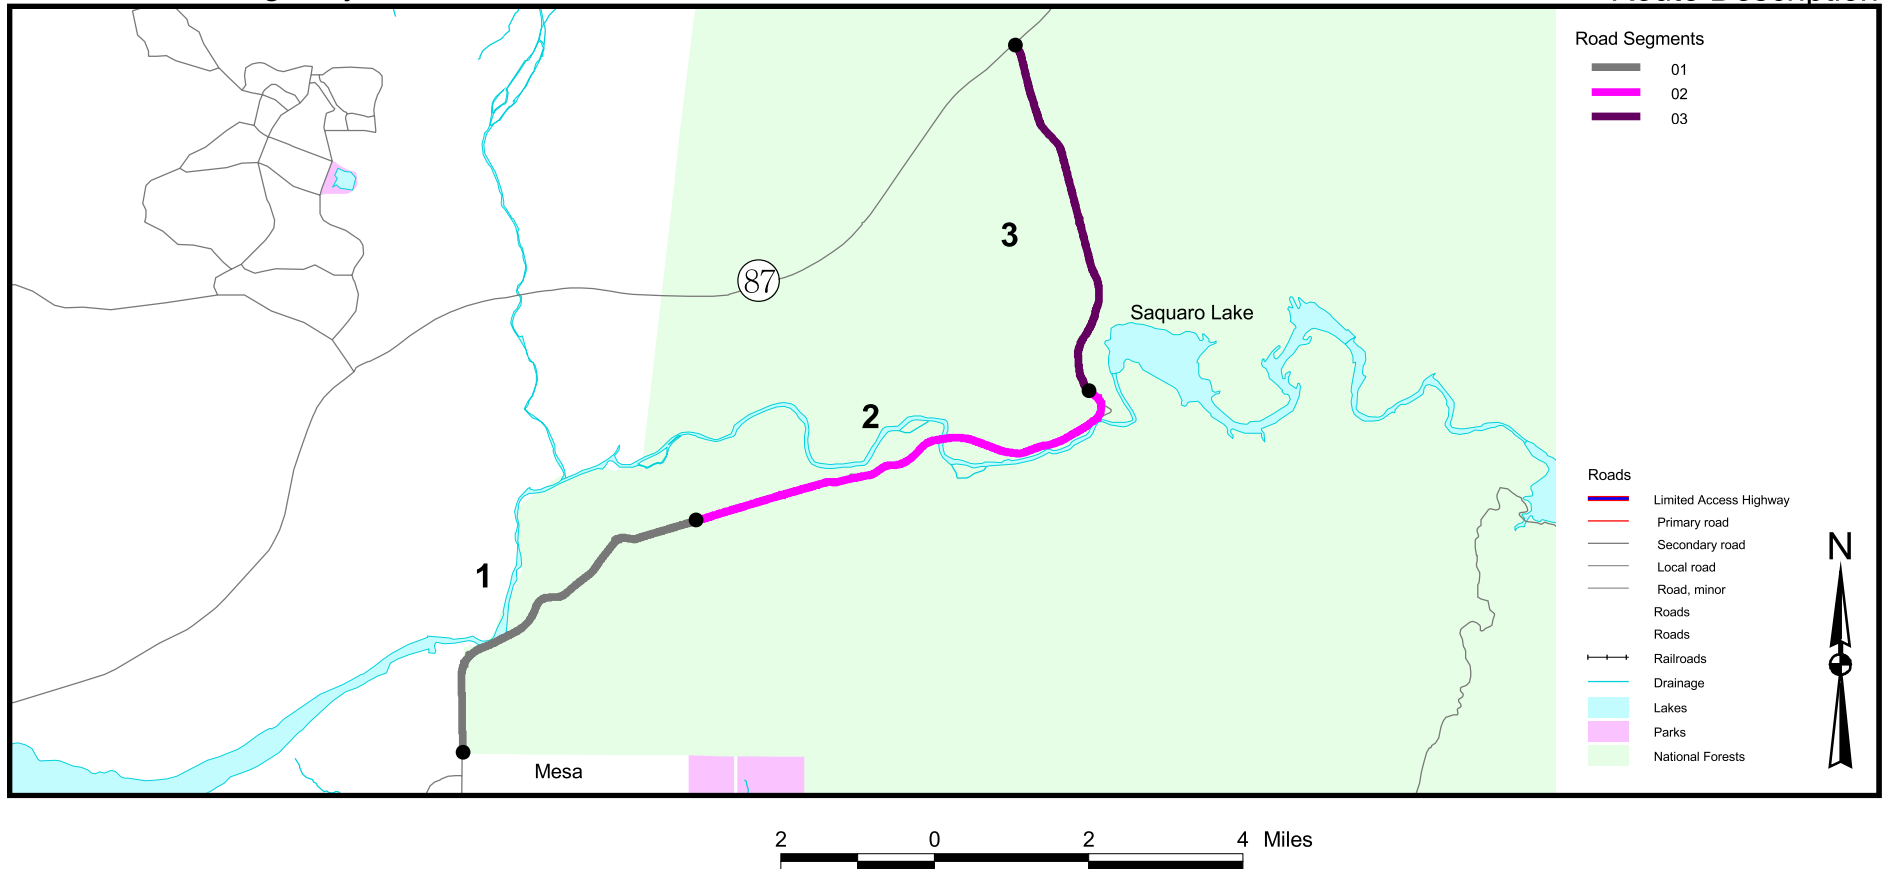 Road Segments
01
02
03
3
87
Saquaro Lake
2
1
Mesa
Roads
Limited Access Highway
Primary road
Secondary road
Local road
Road, minor
Roads
Roads
Railroads
Drainage
Lakes
Parks
National Forests
N
2 0 2 4 Miles